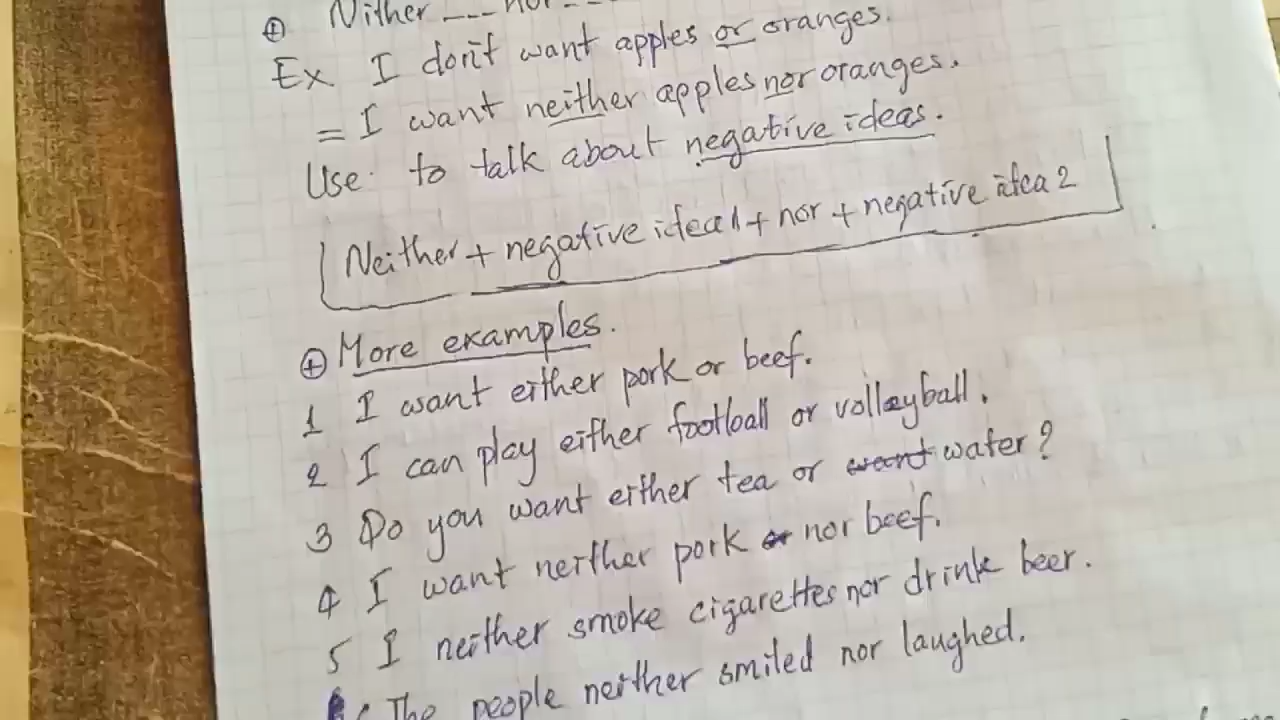 ⊕ Nither --- nor - -
Ex I don't want apples or oranges.
= I want neither apples nor oranges.
Use to talk about negative ideas.
Neither + negative idea 1 + nor + negative idea 2
⊕ More examples.
1 I want either pork or beef.
2 I can play either football or volleyball.
3 Do you want either tea or want water?
4 I want neither pork or nor beef.
5 I neither smoke cigarettes nor drink beer.
6 The people neither smiled nor laughed.